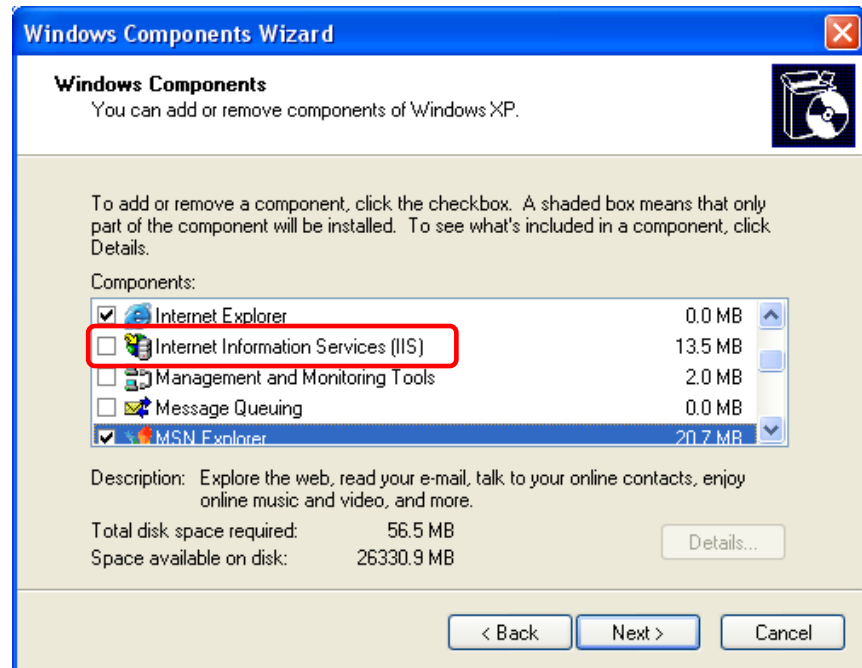 Windows Components Wizard
Windows Components
You can add or remove components of Windows XP.
To add or remove a component, click the checkbox. A shaded box means that only
part of the component will be installed. To see what's included in a component, click
Details.
Components:
Internet Explorer 0.0 MB
Internet Information Services (IIS) 13.5 MB
Management and Monitoring Tools 2.0 MB
Message Queuing 0.0 MB
MSN Explorer 20.7 MB
Description: Explore the web, read your e-mail, talk to your online contacts, enjoy
online music and video, and more.
Total disk space required: 56.5 MB
Space available on disk: 26330.9 MB
Details...
< Back Next > Cancel